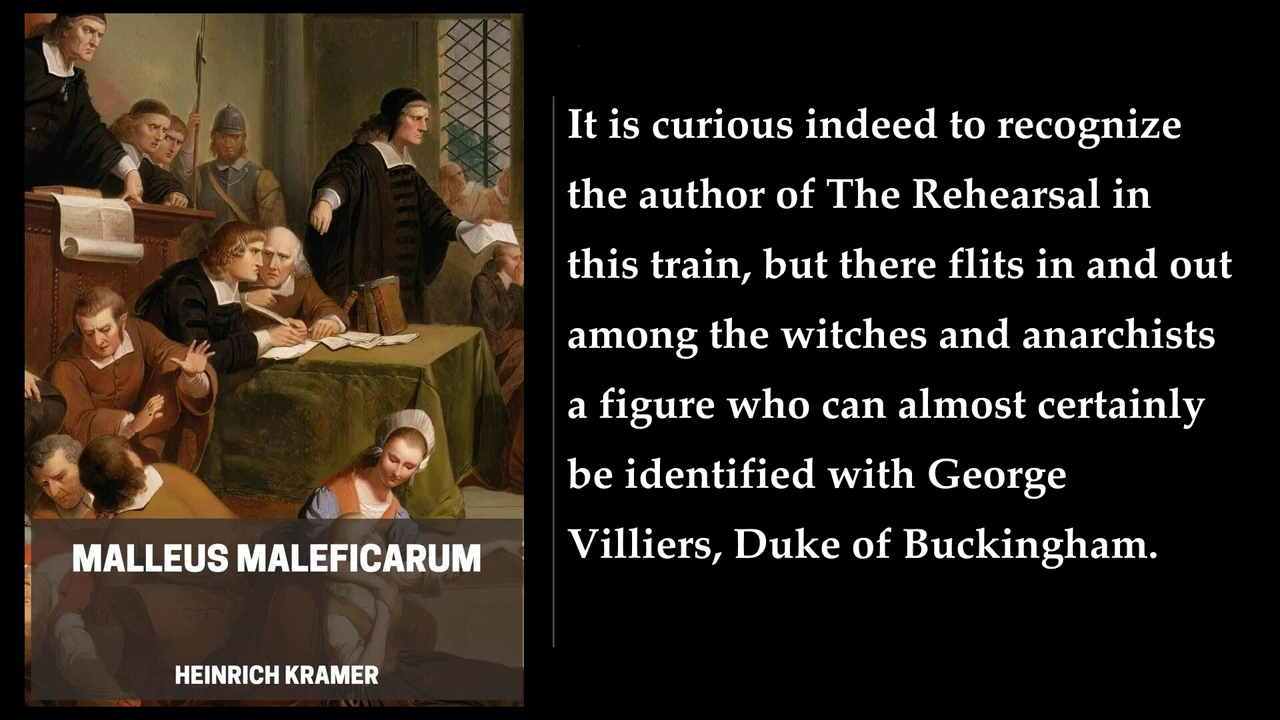 MALLEUS MALEFICARUM
HEINRICH KRAMER
It is curious indeed to recognize
the author of The Rehearsal in
this train, but there flits in and out
among the witches and anarchists
a figure who can almost certainly
be identified with George
Villiers, Duke of Buckingham.